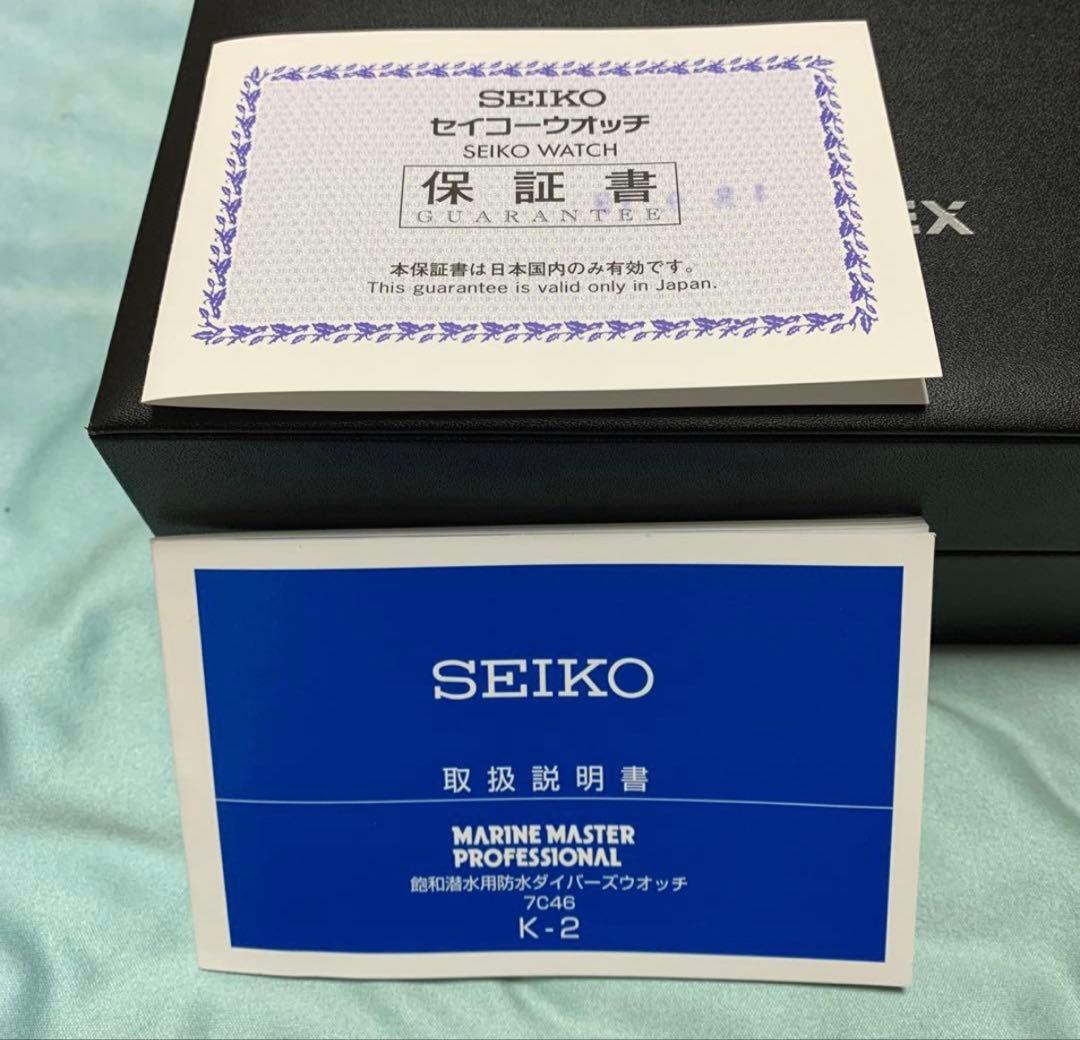 SEIKO
セイコーウオッチ
SEIKO WATCH
保証書
GUARANTEE
本保証書は日本国内のみ有効です。
This guarantee is valid only in Japan.
EX
SEIKO
取扱説明書
MARINE MASTER
PROFESSIONAL
飽和潜水用防水ダイバーズウオッチ
7C46
K-2